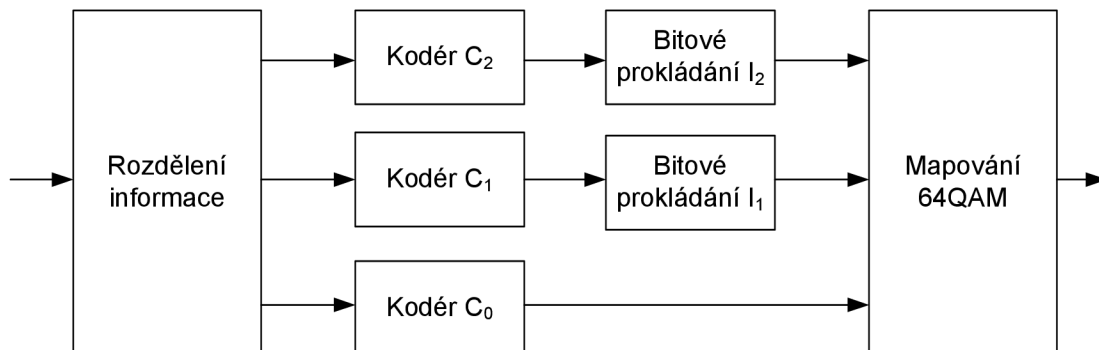 Rozdělení
informace
Kodér C₂
Bitové
prokládání I₂
Kodér C₁
Bitové
prokládání I₁
Kodér C₀
Mapování
64QAM